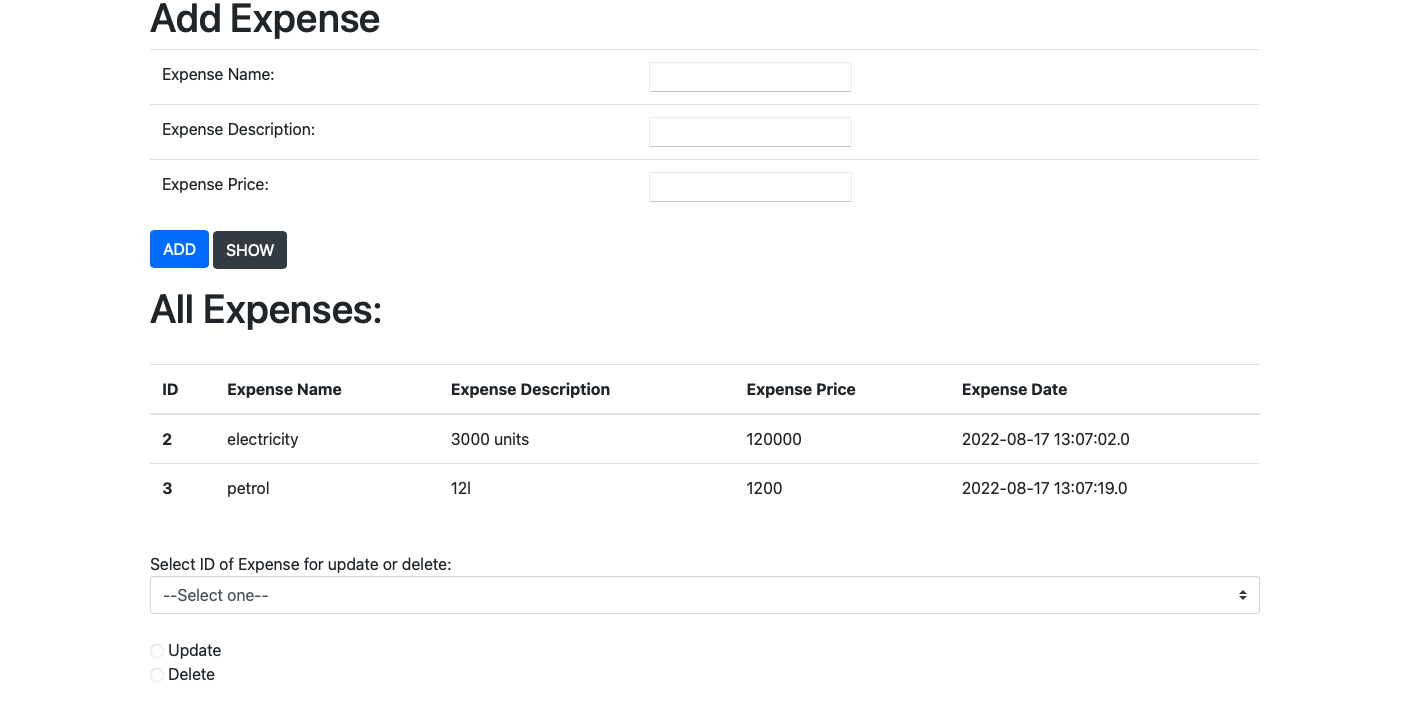 Add Expense
Expense Name:
Expense Description:
Expense Price:
ADD SHOW
All Expenses:
ID Expense Name Expense Description Expense Price Expense Date
2 electricity 3000 units 120000 2022-08-17 13:07:02.0
3 petrol 12l 1200 2022-08-17 13:07:19.0
Select ID of Expense for update or delete:
--Select one--
Update
Delete